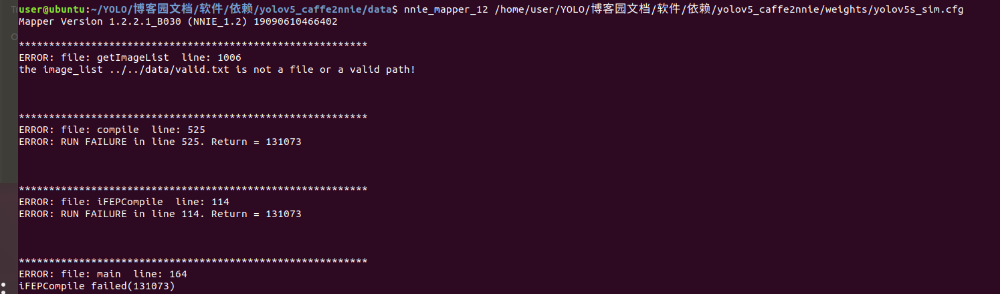 user@ubuntu:~/YOLO/博客园文档/软件/依赖/yolov5_caffe2nnie/data$ nnie_mapper_12 /home/user/YOLO/博客园文档/软件/依赖/yolov5_caffe2nnie/weights/yolov5s_sim.cfg
Mapper Version 1.2.2.1_B030 (NNIE_1.2) 19090610466402
**********************************************************
ERROR: file: getImageList  line: 1006
the image_list ../../data/valid.txt is not a file or a valid path!
**********************************************************
ERROR: file: compile  line: 525
ERROR: RUN FAILURE in line 525. Return = 131073
**********************************************************
ERROR: file: iFEPCompile  line: 114
ERROR: RUN FAILURE in line 114. Return = 131073
**********************************************************
ERROR: file: main  line: 164
iFEPCompile failed(131073)